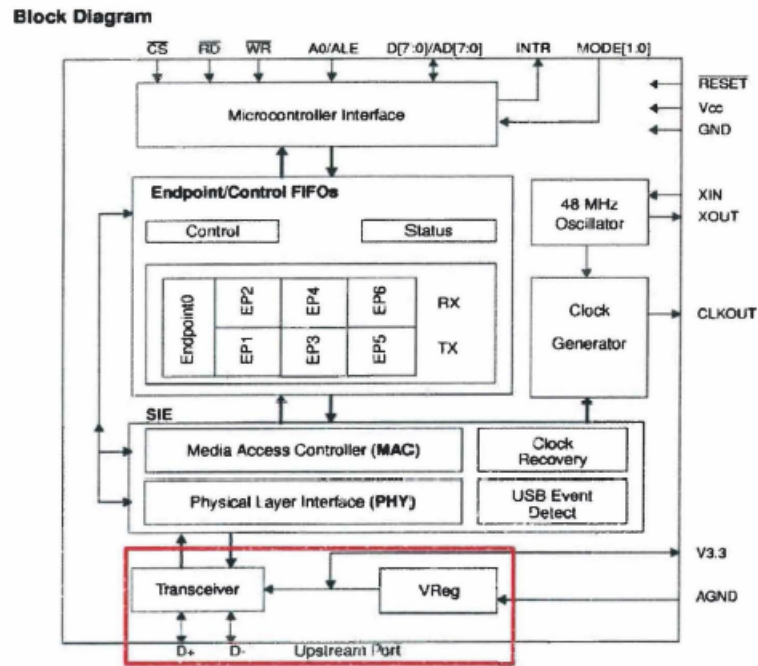 Block Diagram
CS RD WR A0/ALE D[7:0]/AD[7:0] INTR MODE[1:0]
RESET
Vcc
GND
Microcontroller Interface
Endpoint/Control FIFOs
Control Status
48 MHz
Oscillator
XIN
XOUT
Endpoint0
EP2 EP4 EP6 RX
EP1 EP3 EP5 TX
Clock
Generator
CLKOUT
SIE
Media Access Controller (MAC)
Clock
Recovery
Physical Layer Interface (PHY)
USB Event
Detect
V3.3
Transceiver
VReg
AGND
D+ D- Upstream Port